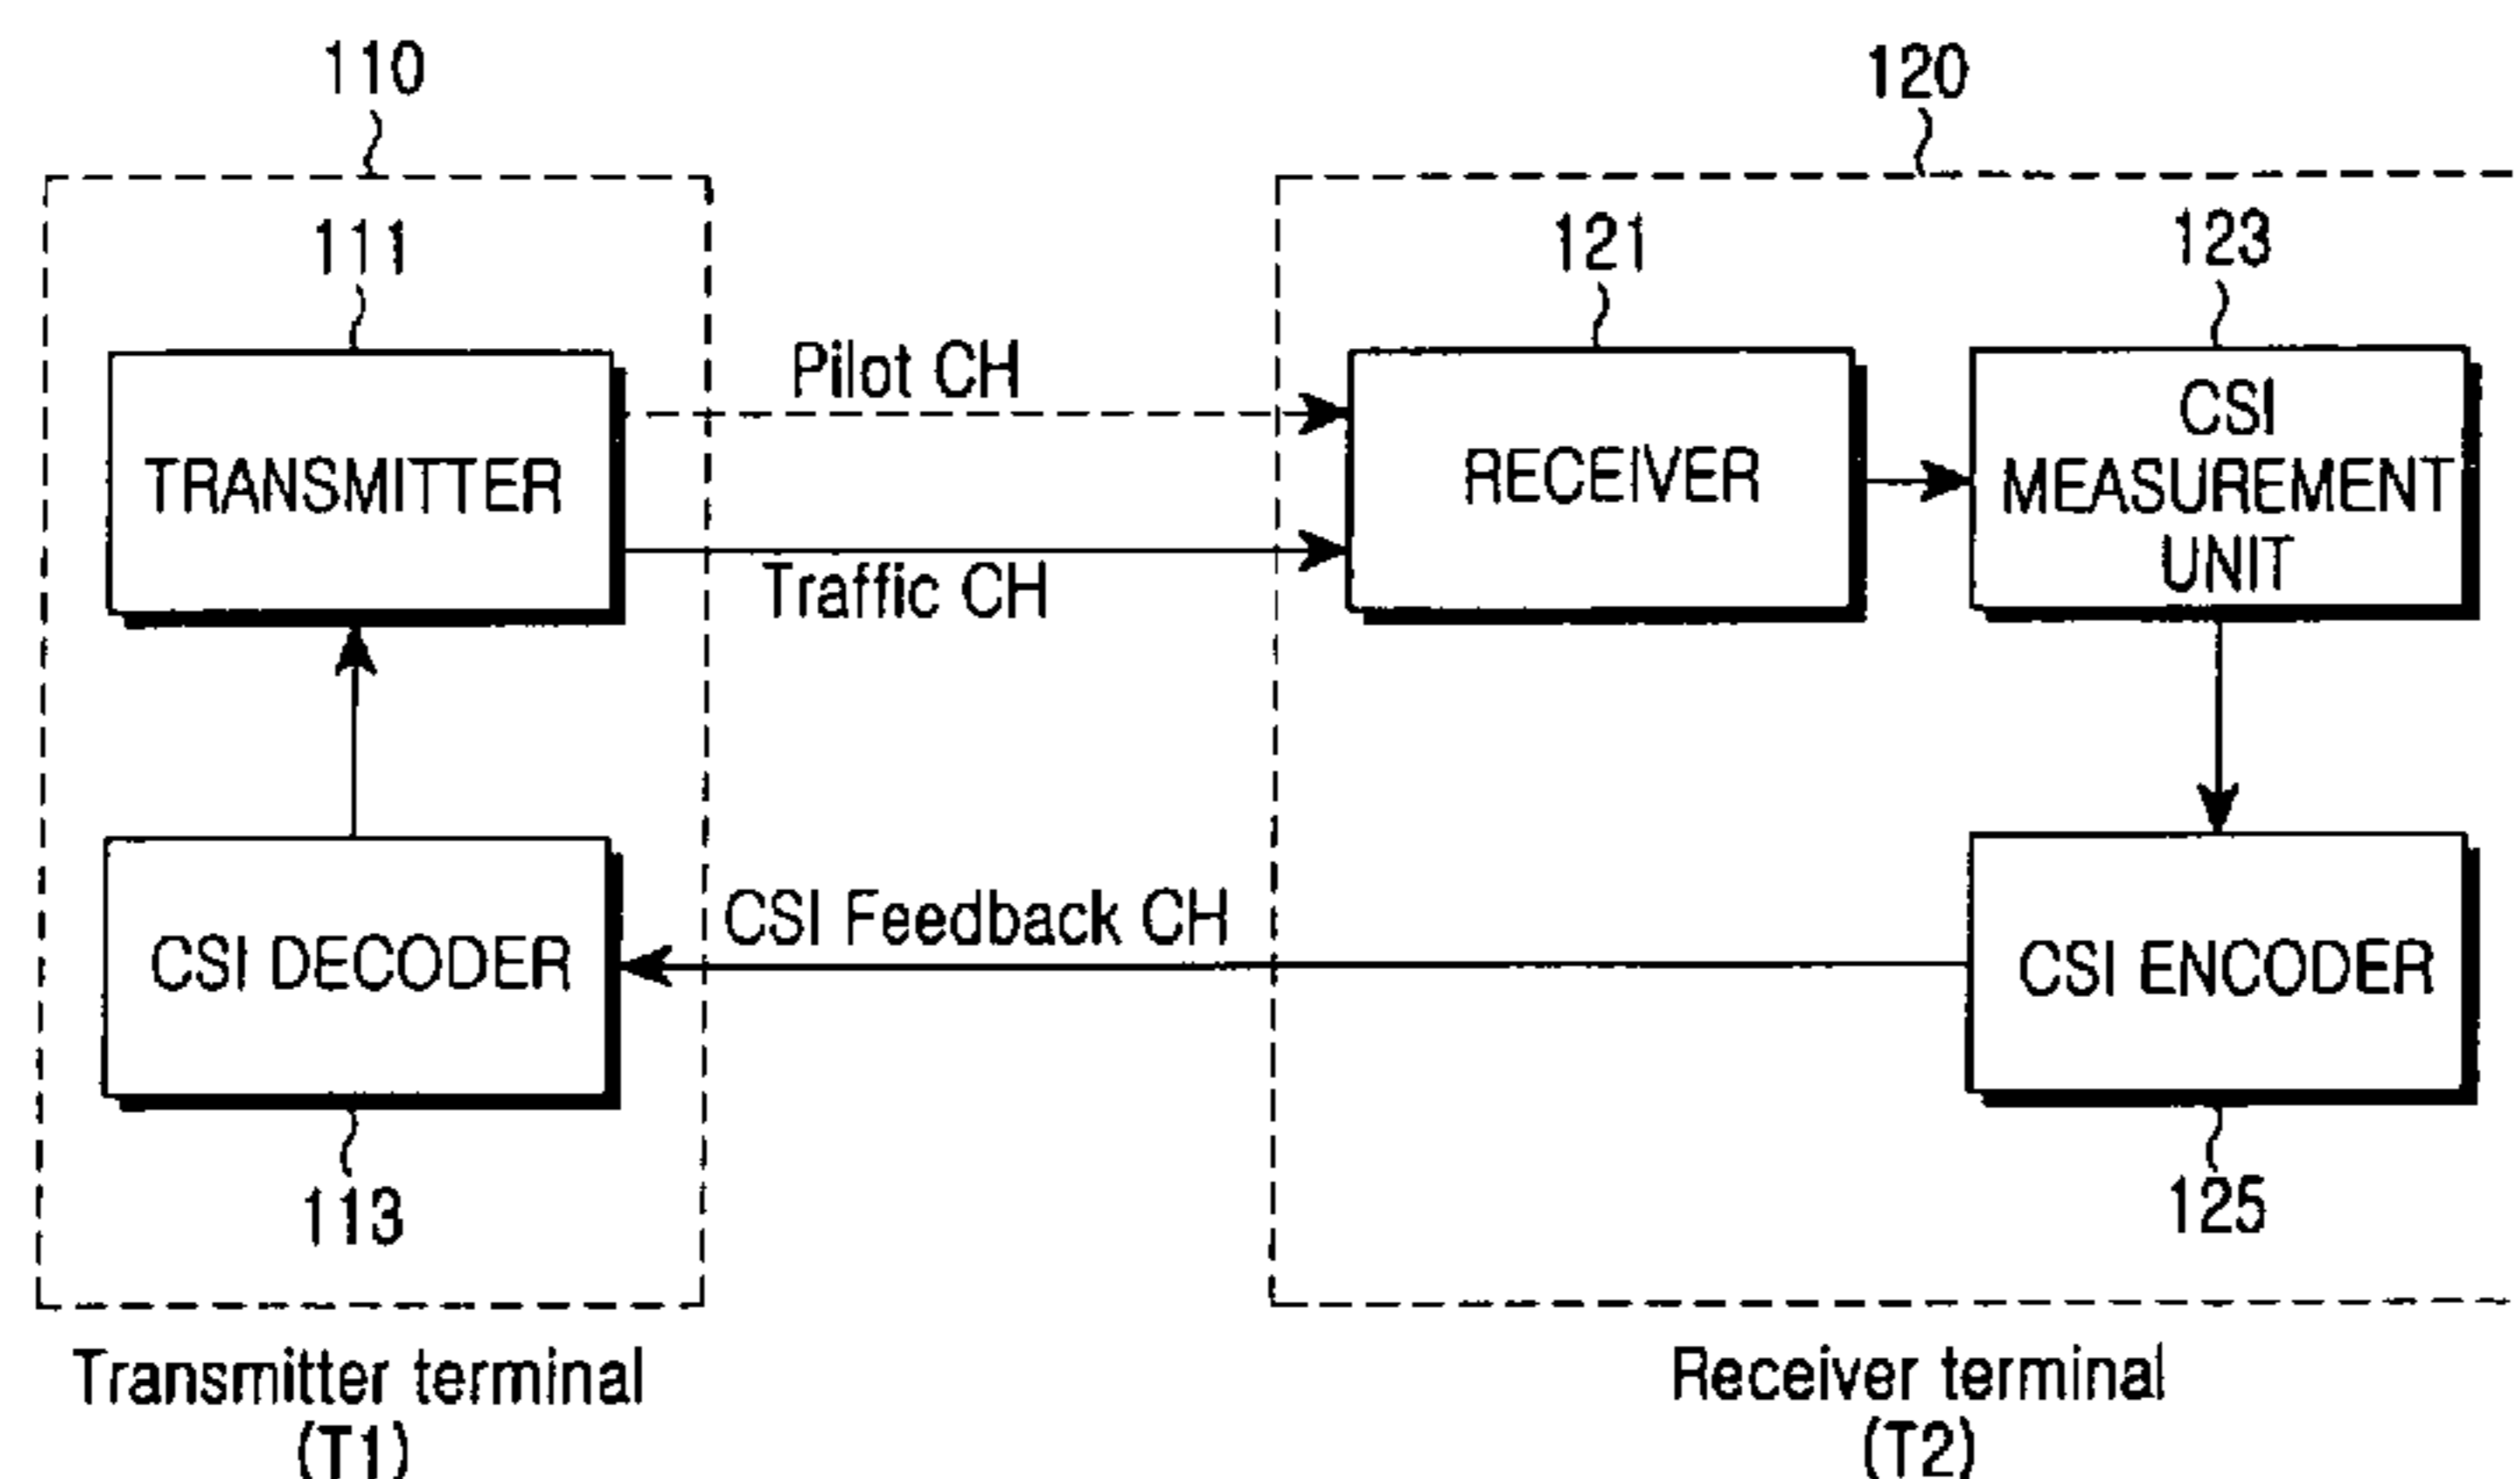 110
120
111
121
123
Pilot CH
TRANSMITTER
RECEIVER
CSI
MEASUREMENT
UNIT
Traffic CH
CSI Feedback CH
CSI DECODER
CSI ENCODER
113
125
Transmitter terminal
(T1)
Receiver terminal
(T2)